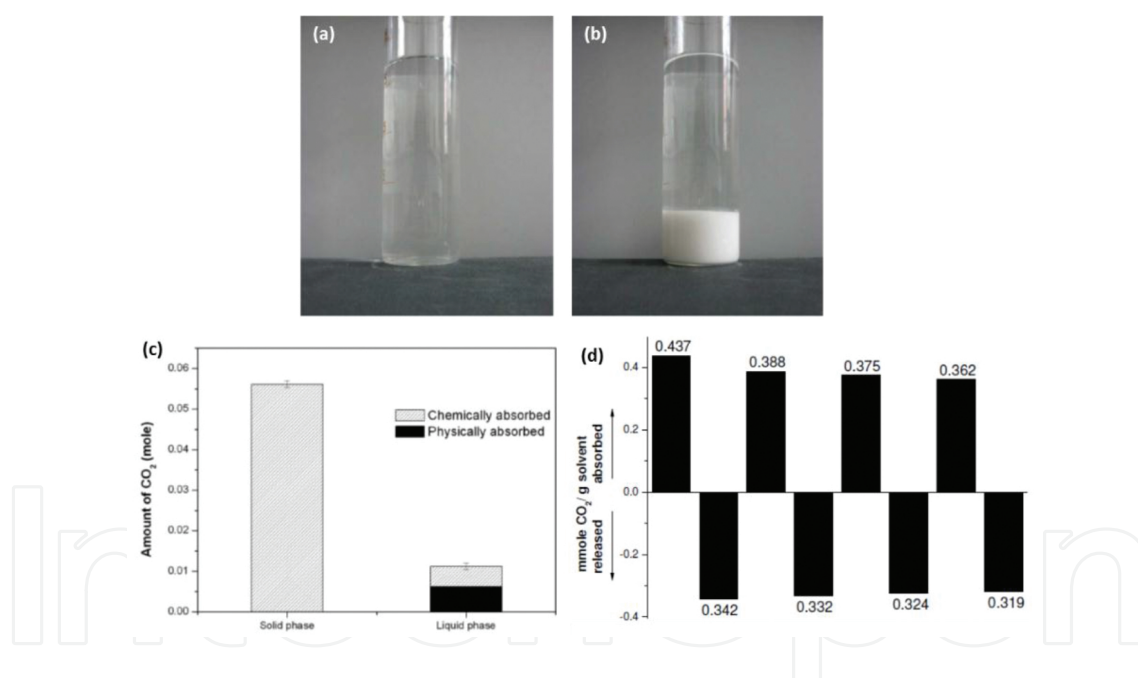 (a)
(b)
(c)
Amount of CO₂ (mole)
0.06
0.05
0.04
0.03
0.02
0.01
0.00
Chemically absorbed
Physically absorbed
Solid phase
Liquid phase
(d)
mmole CO₂/ g solvent
released
absorbed
0.4
0.2
0.0
-0.2
-0.4
0.437
0.388
0.375
0.362
0.342
0.332
0.324
0.319